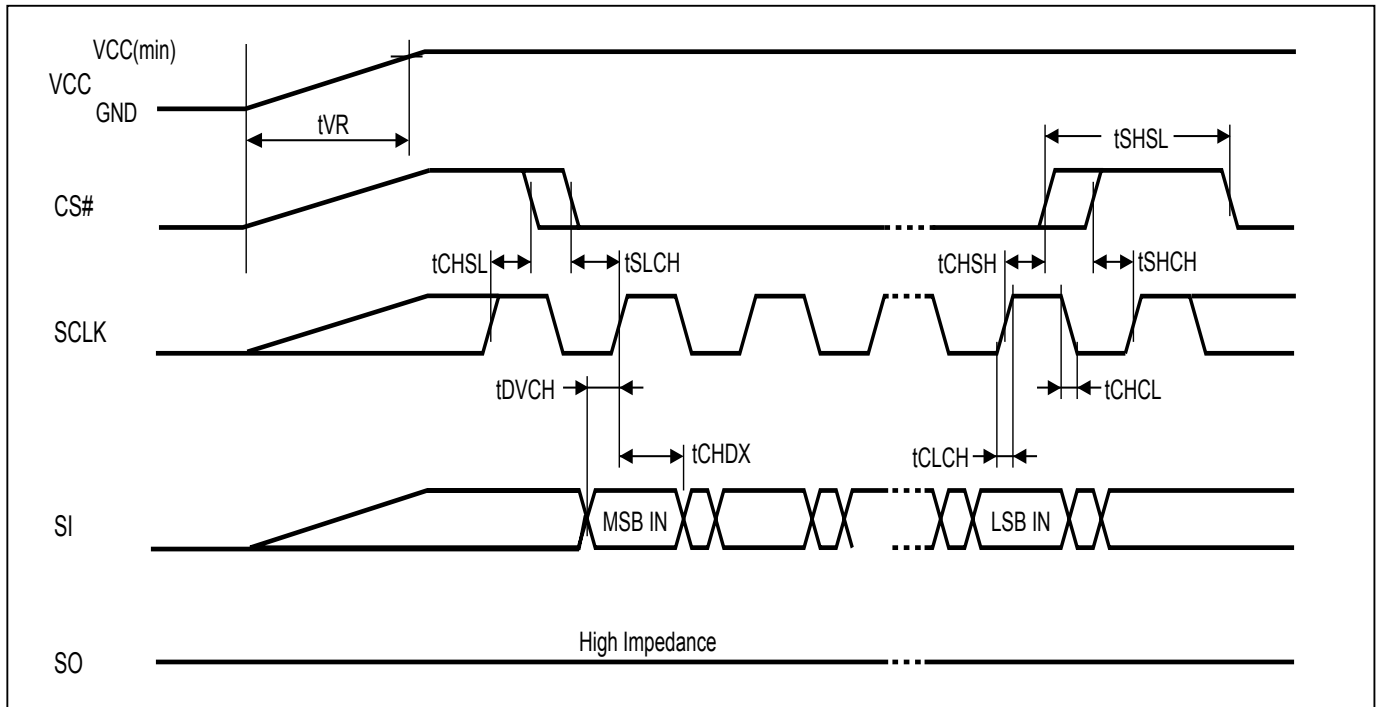 VCC(min)
VCC
GND
tVR
tSHSL
CS#
tCHSL
tSLCH
tCHSH
tSHCH
SCLK
tDVCH
tCHCL
tCHDX
tCLCH
SI
MSB IN
LSB IN
High Impedance
SO